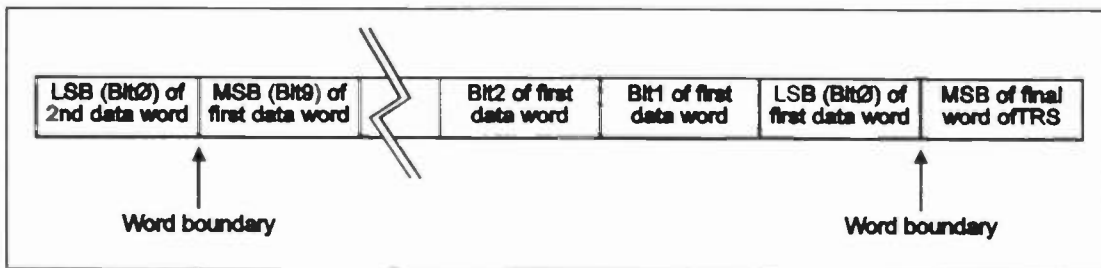 LSB (BitØ) of
2nd data word
MSB (Bit9) of
first data word
Bit2 of first
data word
Bit1 of first
data word
LSB (BitØ) of
first data word
MSB of final
word ofTRS
Word boundary
Word boundary